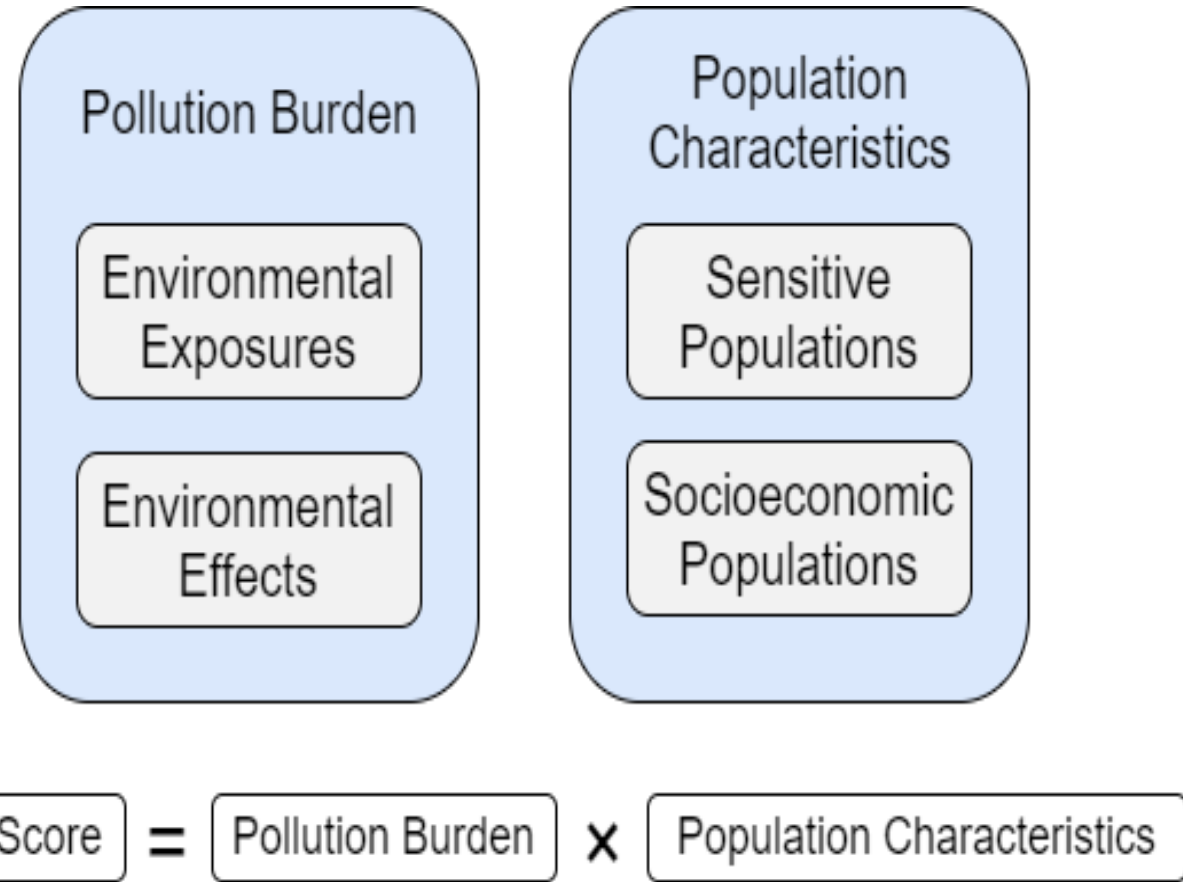 Pollution Burden
Environmental
Exposures
Environmental
Effects
Population
Characteristics
Sensitive
Populations
Socioeconomic
Populations
Score = Pollution Burden × Population Characteristics